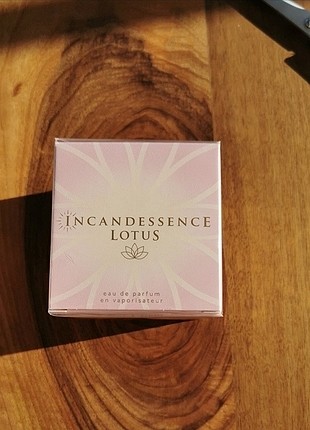 INCANDESSENCE
LOTUS
eau de parfum
en vaporisateur